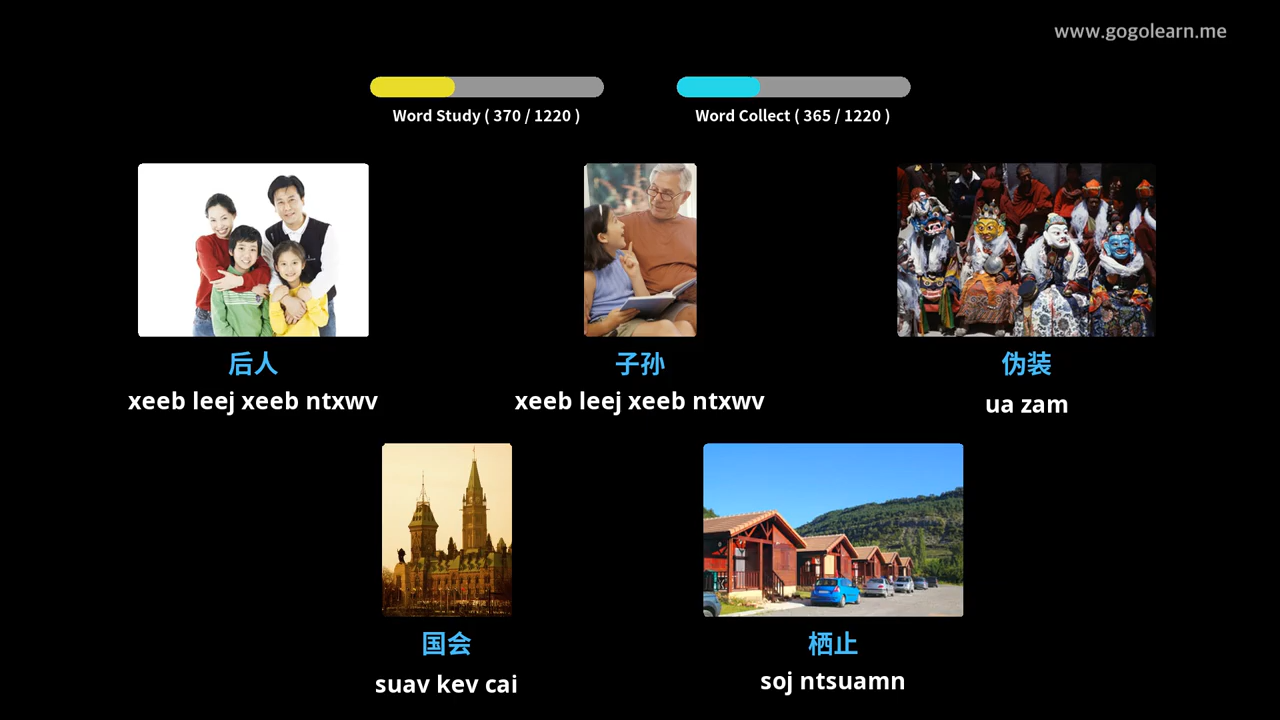 www.gogolearn.me
Word Study ( 370 / 1220 )
Word Collect ( 365 / 1220 )
后人
子孙
伪装
xeeb leej xeeb ntxwv
xeeb leej xeeb ntxwv
ua zam
国会
栖止
suav kev cai
soj ntsuamn